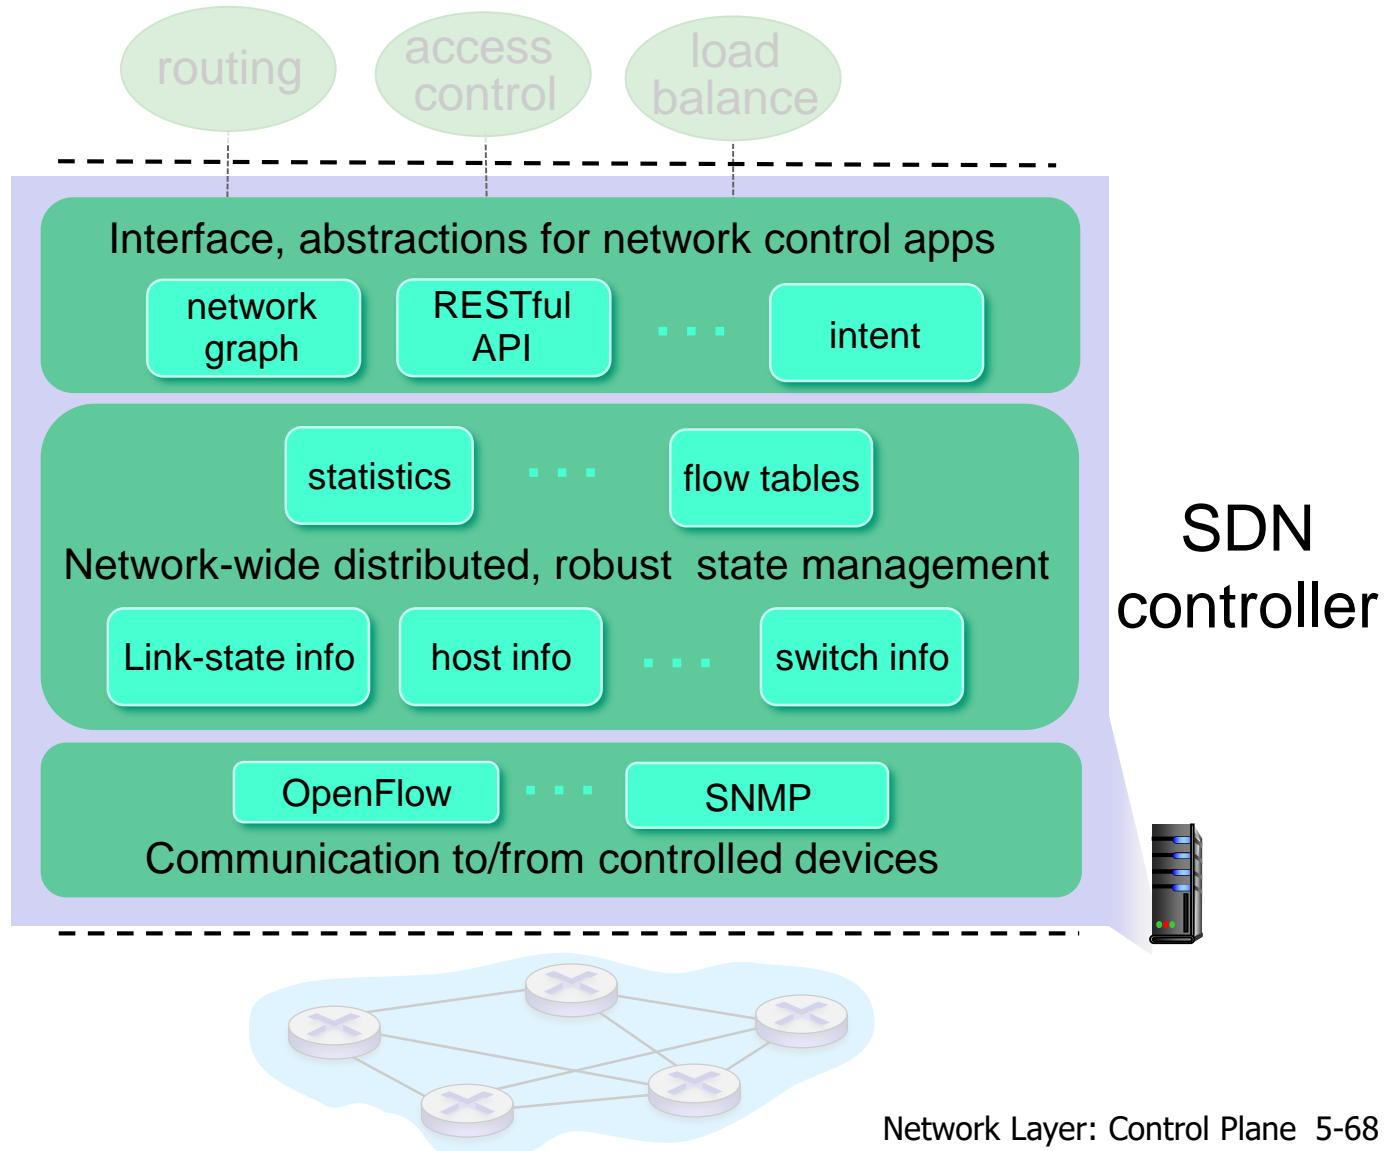 routing
access
control
load
balance
Interface, abstractions for network control apps
network
graph
RESTful
API
. . .
intent
statistics
. . .
flow tables
Network-wide distributed, robust  state management
Link-state info
host info
. . .
switch info
OpenFlow
. . .
SNMP
Communication to/from controlled devices
SDN
controller
Network Layer: Control Plane  5-68